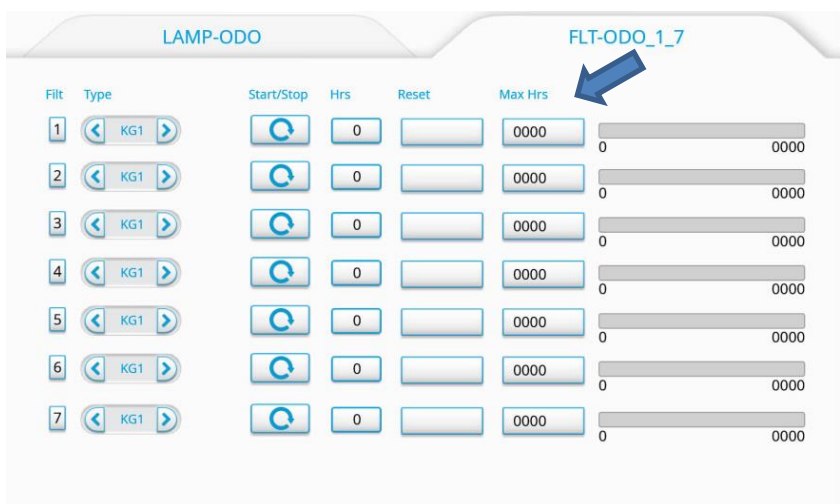 LAMP-ODO FLT-ODO_1_7
Filt Type Start/Stop Hrs Reset Max Hrs
1 KG1 0 0000
0 0000
2 KG1 0 0000
0 0000
3 KG1 0 0000
0 0000
4 KG1 0 0000
0 0000
5 KG1 0 0000
0 0000
6 KG1 0 0000
0 0000
7 KG1 0 0000
0 0000